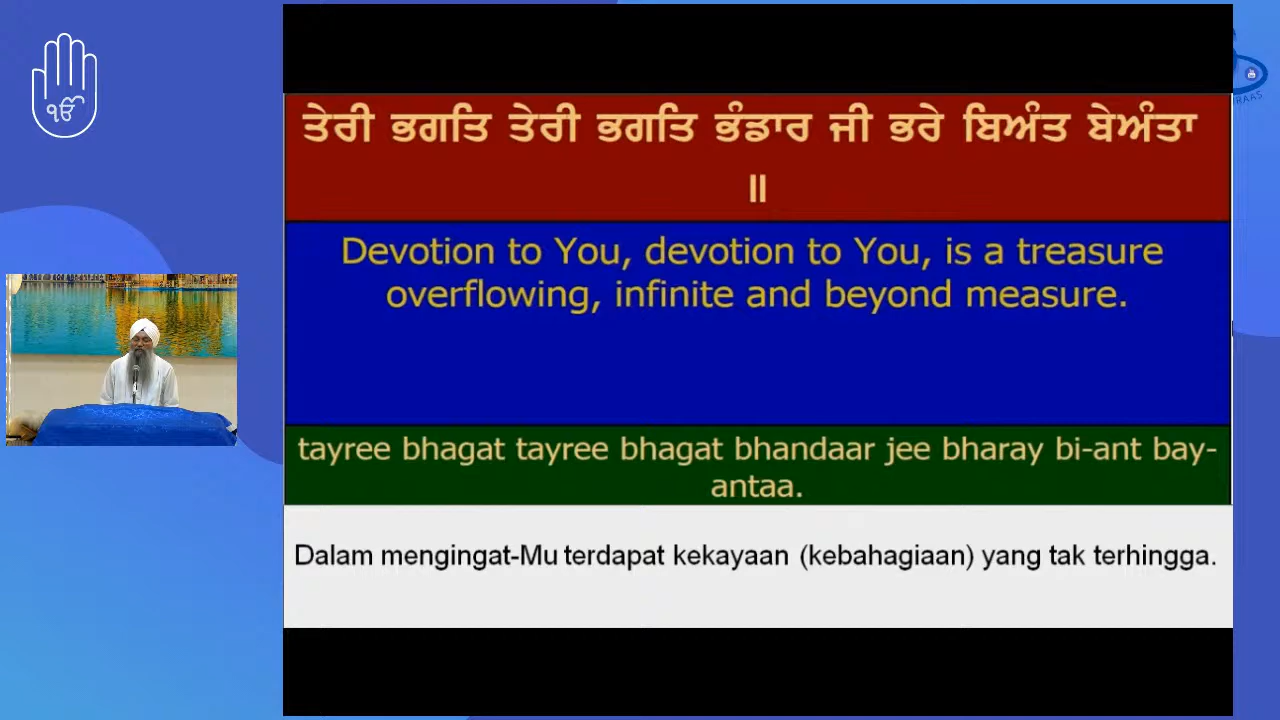 ੴ
ਤੇਰੀ ਭਗਤਿ ਤੇਰੀ ਭਗਤਿ ਭੰਡਾਰ ਜੀ ਭਰੇ ਬਿਅੰਤ ਬੇਅੰਤਾ
॥
Devotion to You, devotion to You, is a treasure
overflowing, infinite and beyond measure.
tayree bhagat tayree bhagat bhandaar jee bharay bi-ant bay-
antaa.
Dalam mengingat-Mu terdapat kekayaan (kebahagiaan) yang tak terhingga.